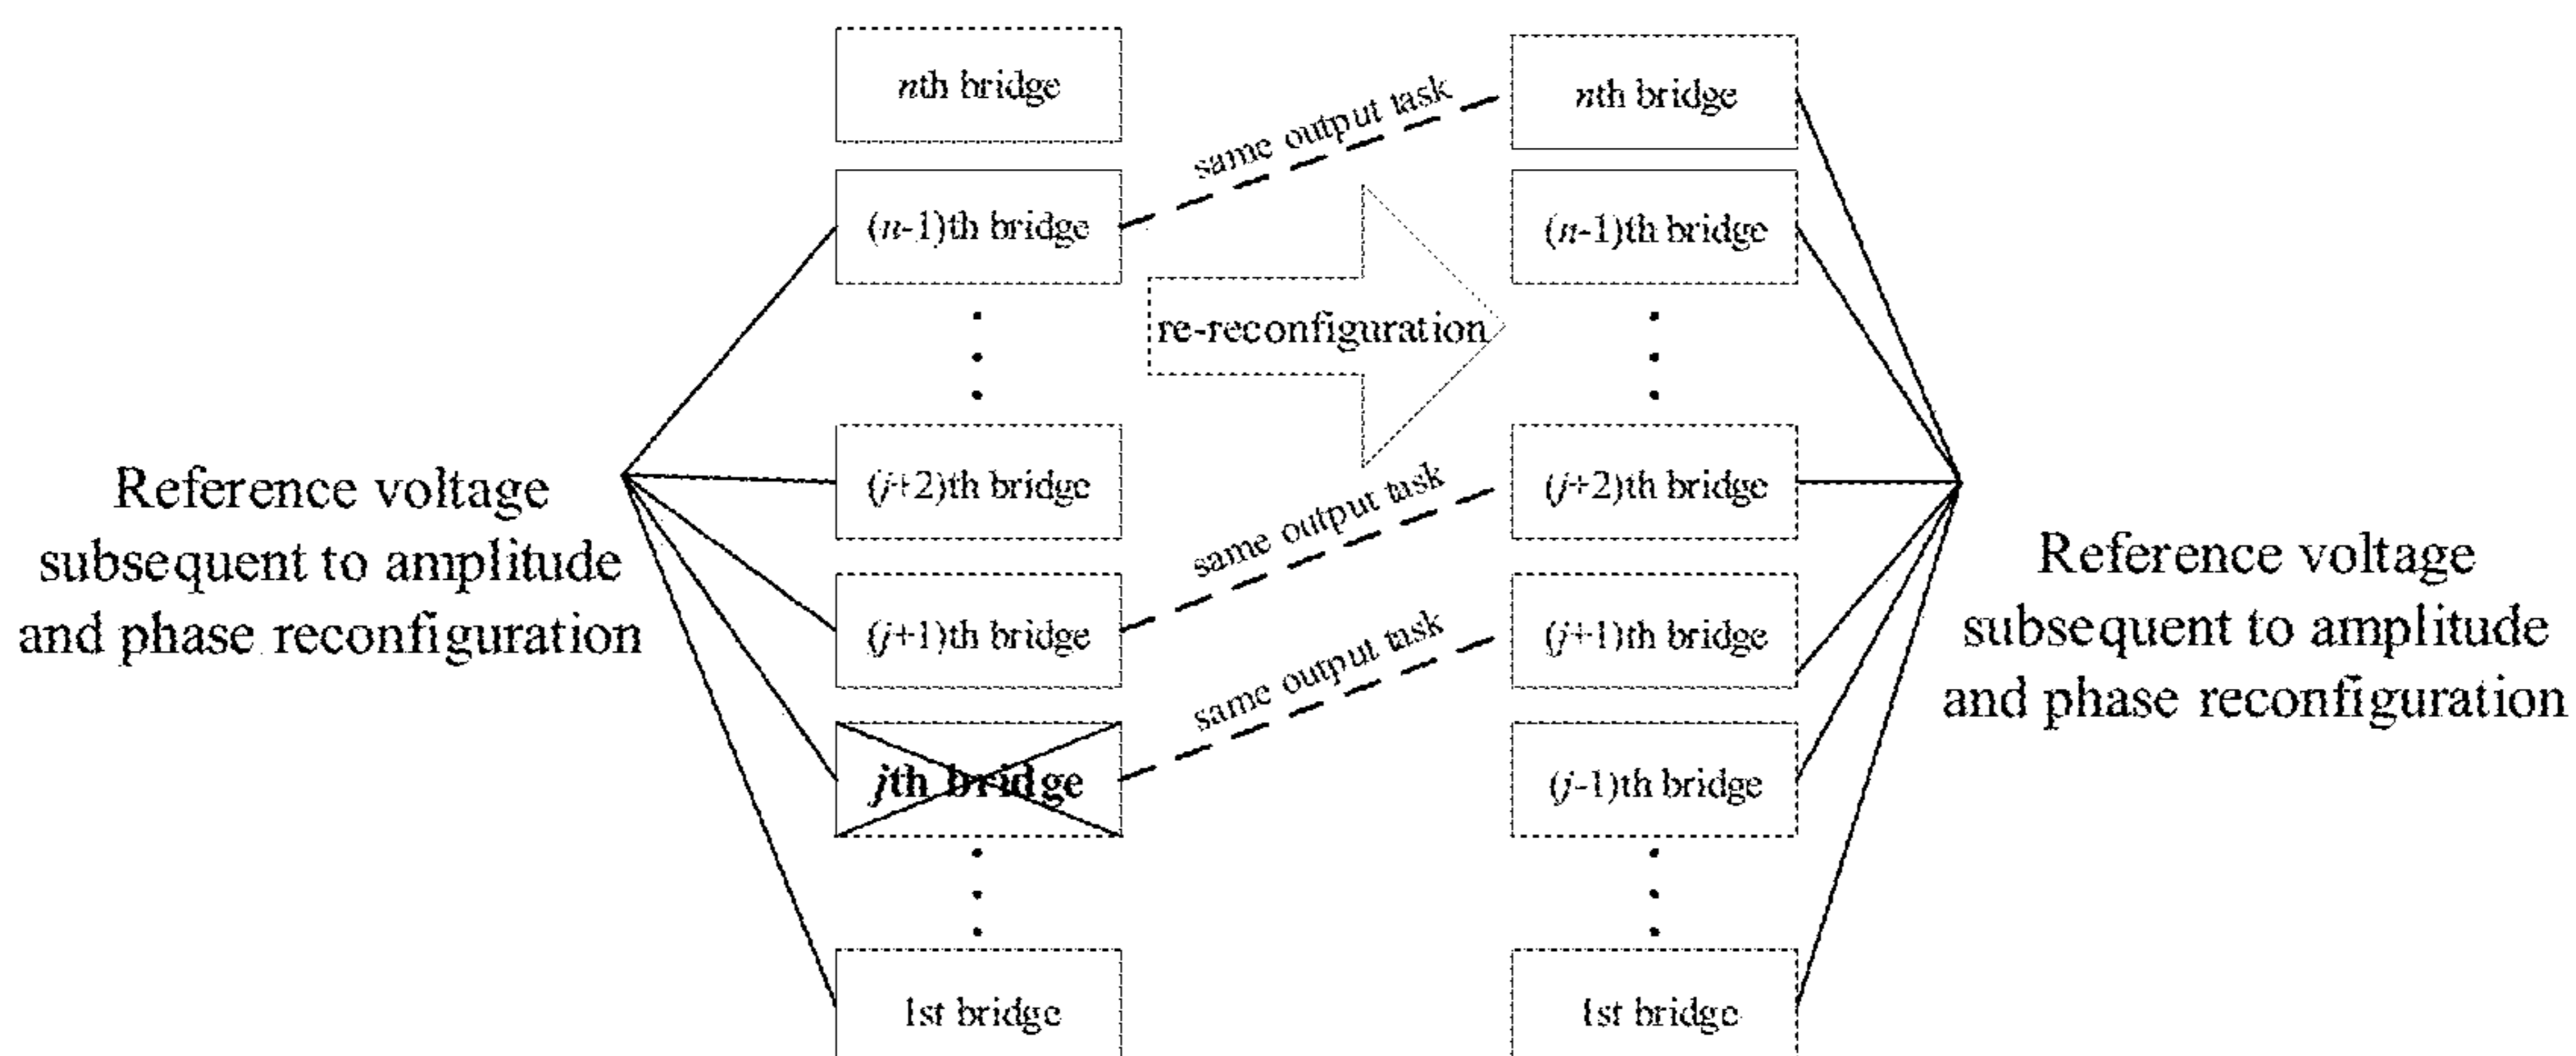 Reference voltage
subsequent to amplitude
and phase reconfiguration
nth bridge
(n-1)th bridge
(j+2)th bridge
(j+1)th bridge
jth bridge
1st bridge
same output task
re-reconfiguration
same output task
same output task
nth bridge
(n-1)th bridge
(j+2)th bridge
(j+1)th bridge
(j-1)th bridge
1st bridge
Reference voltage
subsequent to amplitude
and phase reconfiguration